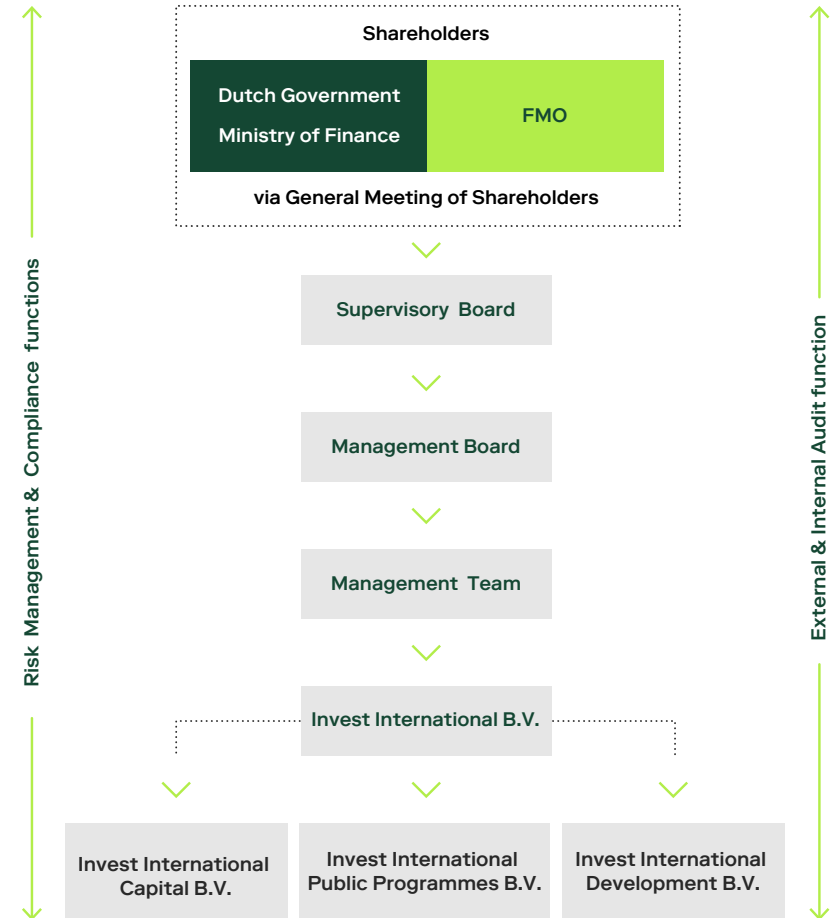 Shareholders
Dutch Government
Ministry of Finance
FMO
via General Meeting of Shareholders
Risk Management & Compliance functions
External & Internal Audit function
Supervisory Board
Management Board
Management Team
Invest International B.V.
Invest International
Capital B.V.
Invest International
Public Programmes B.V.
Invest International
Development B.V.